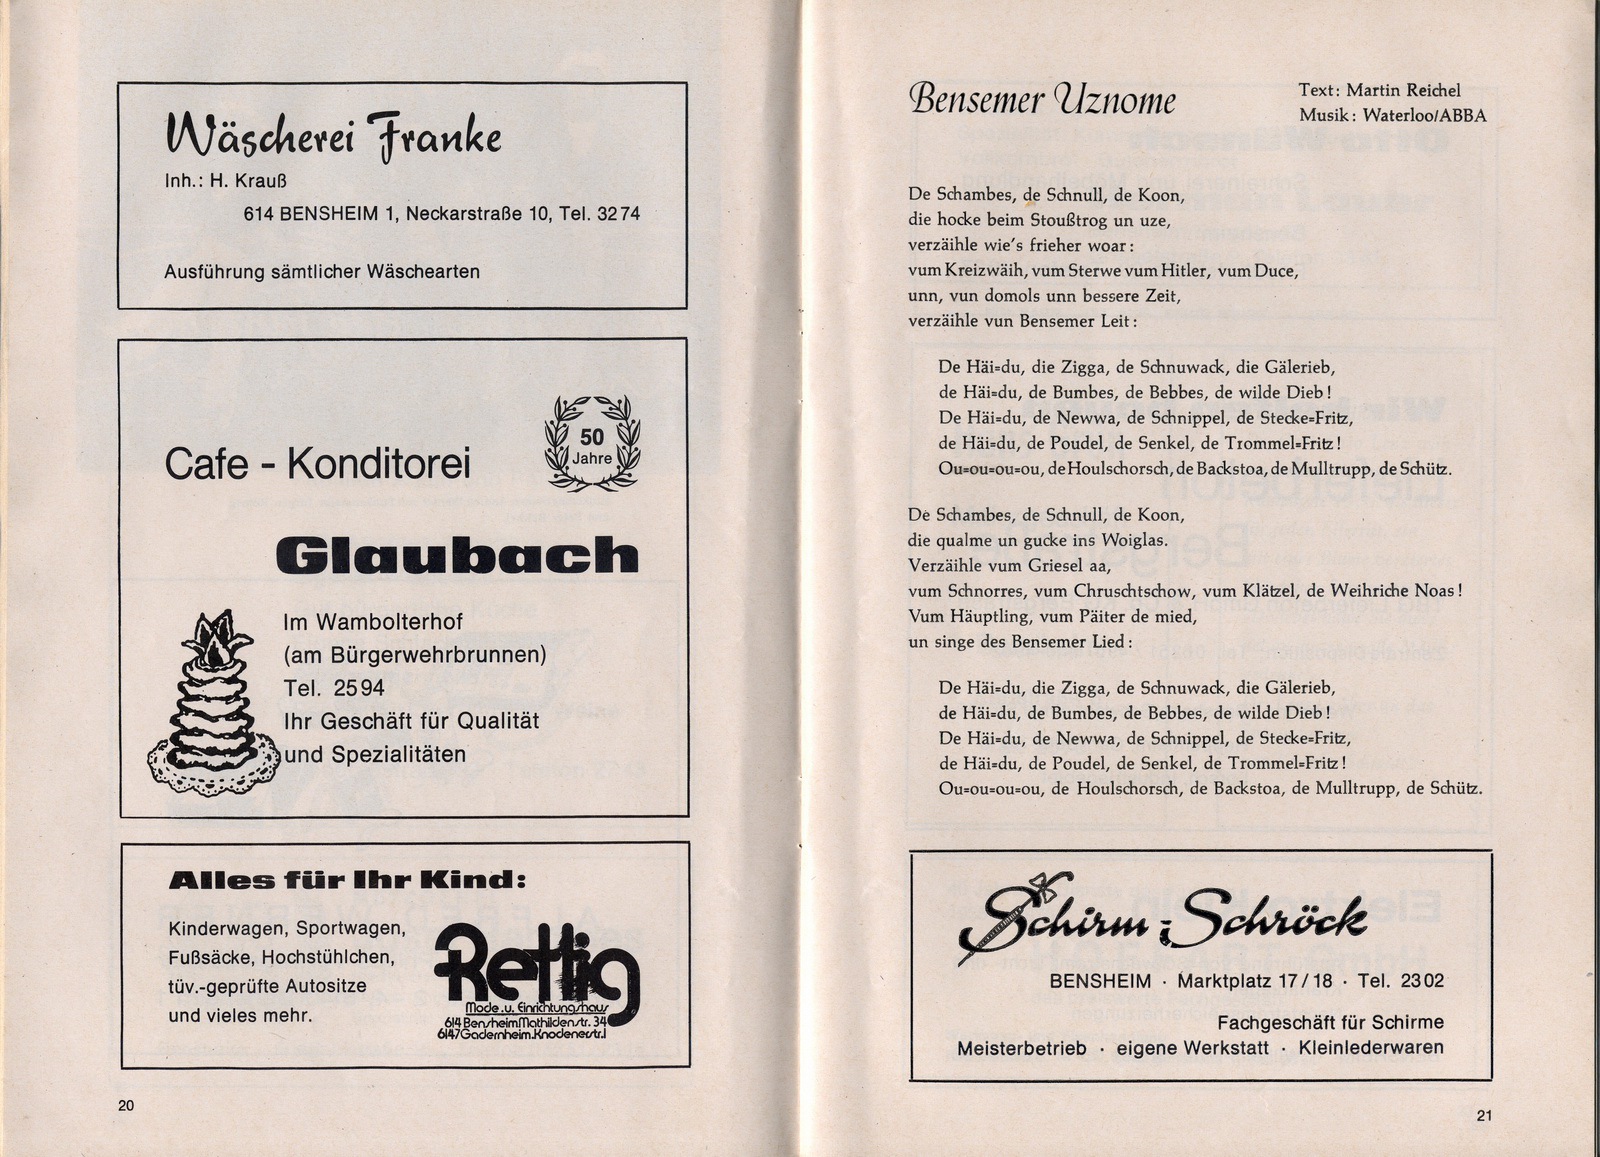 Wäscherei Franke
Inh.: H. Krauß
614 BENSHEIM 1, Neckarstraße 10, Tel. 3274
Ausführung sämtlicher Wäschearten
50
Jahre
Cafe - Konditorei
Glaubach
Im Wambolterhof
(am Bürgerwehrbrunnen)
Tel. 2594
Ihr Geschäft für Qualität
und Spezialitäten
Alles für Ihr Kind:
Kinderwagen, Sportwagen,
Fußsäcke, Hochstühlchen,
tüv.-geprüfte Autositze
und vieles mehr.
Rettig
Mode.u. Einrichtungshaus
614 Bensheim.Mathildenstr. 34
6147 Gadernheim.Knodenerstr.1
20
Bensemer Uznome
Text: Martin Reichel
Musik: Waterloo/ABBA
De Schambes, de Schnull, de Koon,
die hocke beim Stoußtrog un uze,
verzäihle wie's frieher woar:
vum Kreizwäih, vum Sterwe vum Hitler, vum Duce,
unn, vun domols unn bessere Zeit,
verzäihle vun Bensemer Leit:
De Häi=du, die Zigga, de Schnuwack, die Gälerieb,
de Häi=du, de Bumbes, de Bebbes, de wilde Dieb!
De Häi=du, de Newwa, de Schnippel, de Stecke=Fritz,
de Häi=du, de Poudel, de Senkel, de Trommel=Fritz!
Ou=ou=ou=ou, de Houlschorsch, de Backstoa, de Mulltrupp, de Schütz.
De Schambes, de Schnull, de Koon,
die qualme un gucke ins Woiglas.
Verzäihle vum Griesel aa,
vum Schnorres, vum Chruschtschow, vum Klätzel, de Weihriche Noas!
Vum Häuptling, vum Päiter de mied,
un singe des Bensemer Lied:
De Häi=du, die Zigga, de Schnuwack, die Gälerieb,
de Häi=du, de Bumbes, de Bebbes, de wilde Dieb!
De Häi=du, de Newwa, de Schnippel, de Stecke=Fritz,
de Häi=du, de Poudel, de Senkel, de Trommel=Fritz!
Ou=ou=ou=ou, de Houlschorsch, de Backstoa, de Mulltrupp, de Schütz.
Schirm-Schröck
BENSHEIM · Marktplatz 17/18 · Tel. 2302
Fachgeschäft für Schirme
Meisterbetrieb · eigene Werkstatt · Kleinlederwaren
21